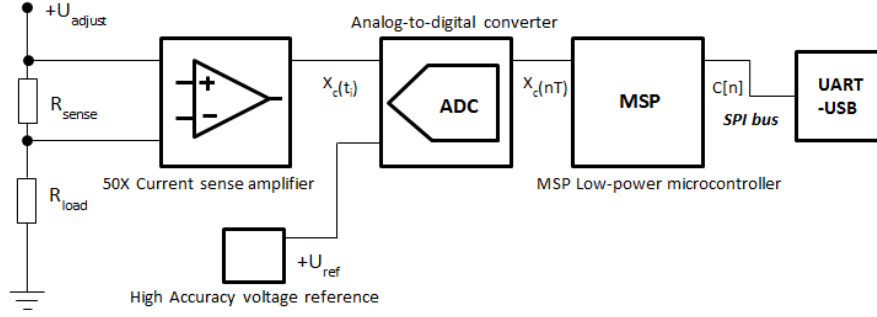 +U adjust
Analog-to-digital converter
R sense
+
−
X c (t i)
ADC
X c (nT)
MSP
C[n]
SPI bus
UART
-USB
50X Current sense amplifier
MSP Low-power microcontroller
R load
+U ref
High Accuracy voltage reference